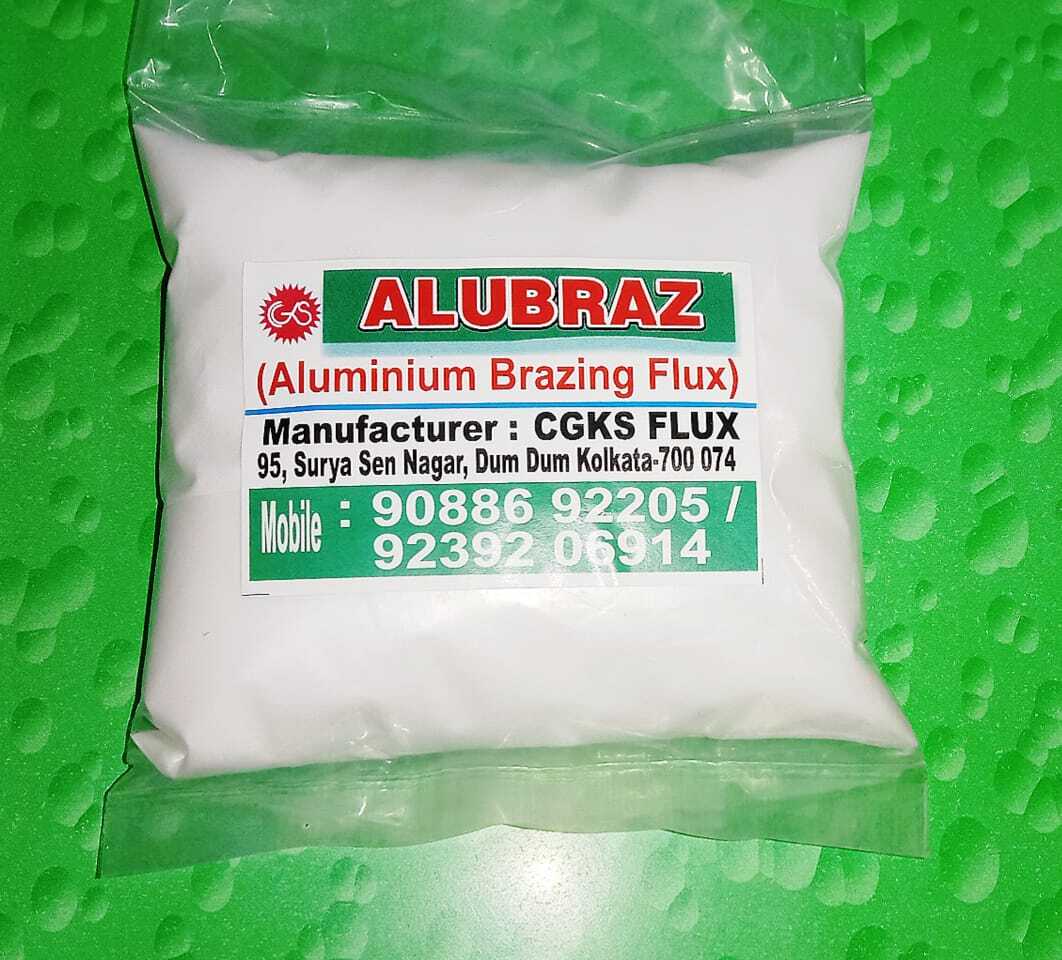 ALUBRAZ
(Aluminium Brazing Flux)
Manufacturer : CGKS FLUX
95, Surya Sen Nagar, Dum Dum Kolkata-700 074
Mobile : 90886 92205 /
92392 06914